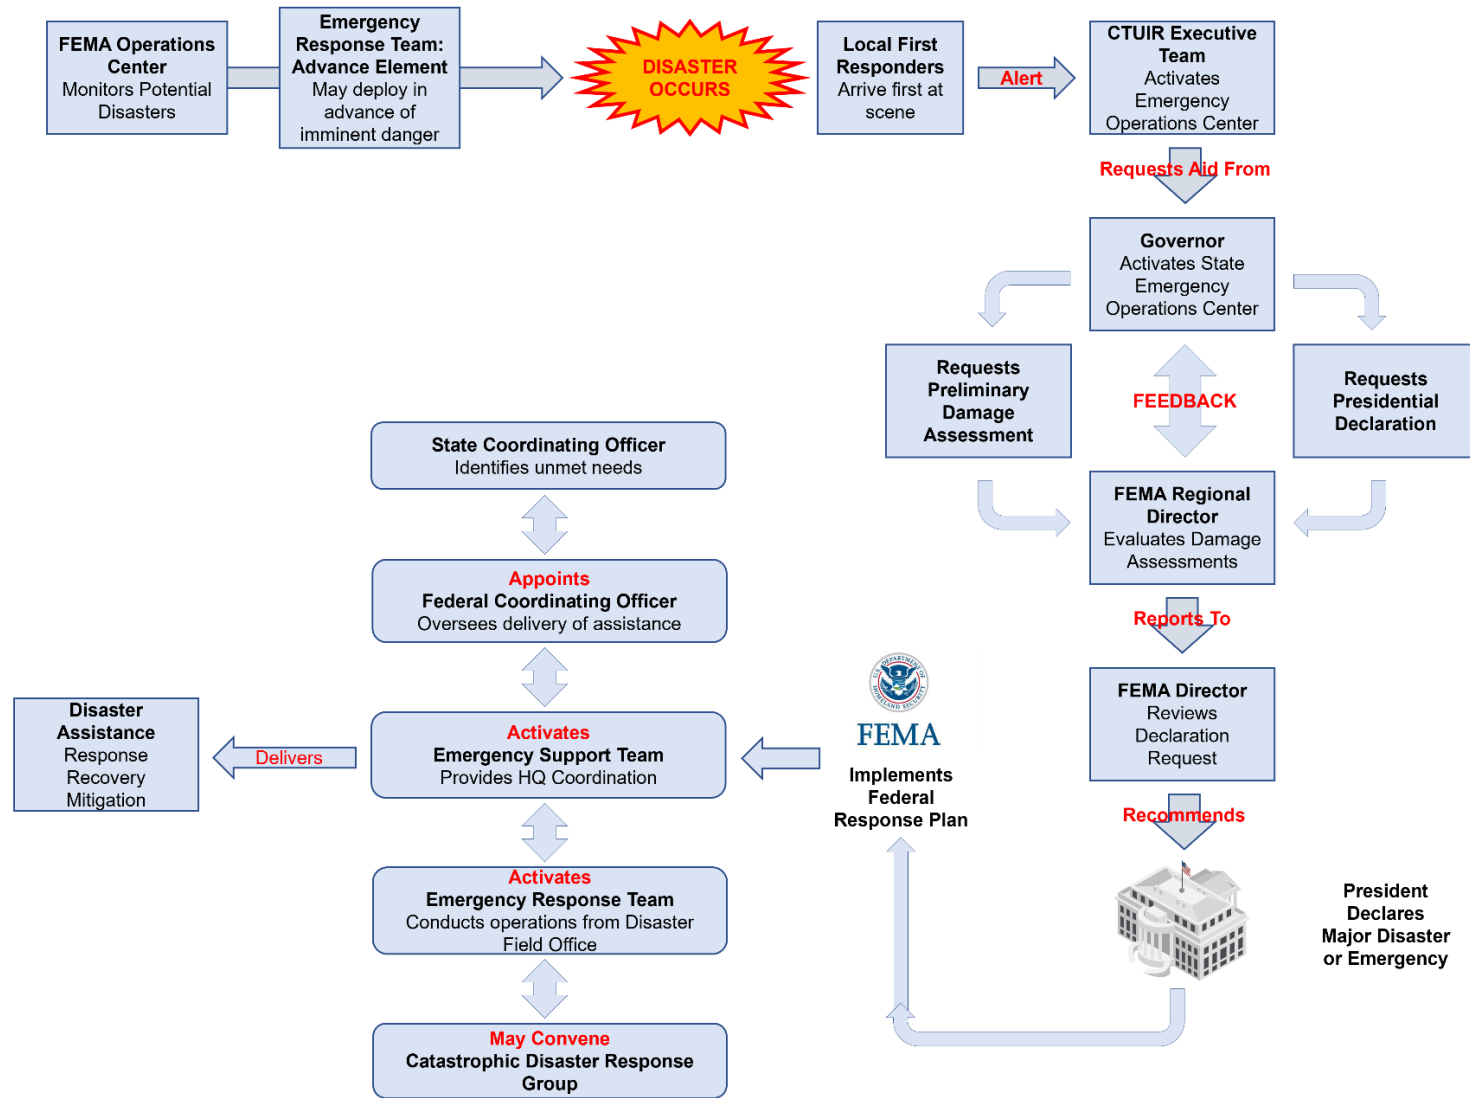 FEMA Operations
Center
Monitors Potential
Disasters
Emergency
Response Team:
Advance Element
May deploy in
advance of
imminent danger
DISASTER
OCCURS
Local First
Responders
Arrive first at
scene
Alert
CTUIR Executive
Team
Activates
Emergency
Operations Center
Requests Aid From
Governor
Activates State
Emergency
Operations Center
Requests
Preliminary
Damage
Assessment
FEEDBACK
Requests
Presidential
Declaration
FEMA Regional
Director
Evaluates Damage
Assessments
Reports To
FEMA Director
Reviews
Declaration
Request
Recommends
President
Declares
Major Disaster
or Emergency
U.S. DEPARTMENT OF
HOMELAND SECURITY
FEMA
Implements
Federal
Response Plan
State Coordinating Officer
Identifies unmet needs
Appoints
Federal Coordinating Officer
Oversees delivery of assistance
Activates
Emergency Support Team
Provides HQ Coordination
Delivers
Disaster
Assistance
Response
Recovery
Mitigation
Activates
Emergency Response Team
Conducts operations from Disaster
Field Office
May Convene
Catastrophic Disaster Response
Group